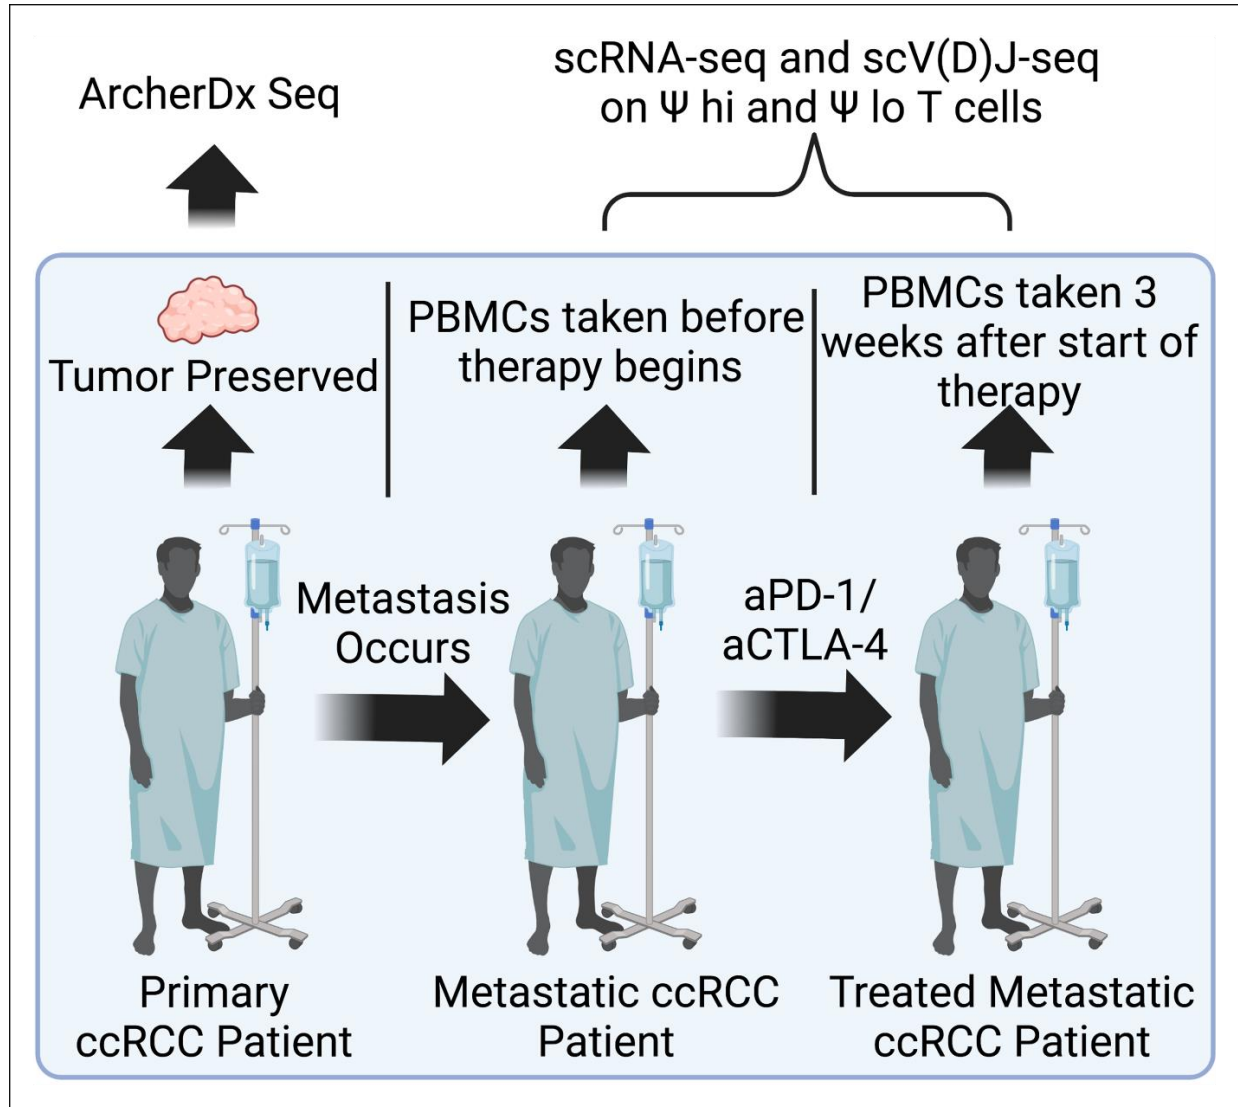 ArcherDx Seq
scRNA-seq and scV(D)J-seq
on Ψ hi and Ψ lo T cells
Tumor Preserved
PBMCs taken before
therapy begins
PBMCs taken 3
weeks after start of
therapy
Metastasis
Occurs
aPD-1/
aCTLA-4
Primary
ccRCC Patient
Metastatic ccRCC
Patient
Treated Metastatic
ccRCC Patient